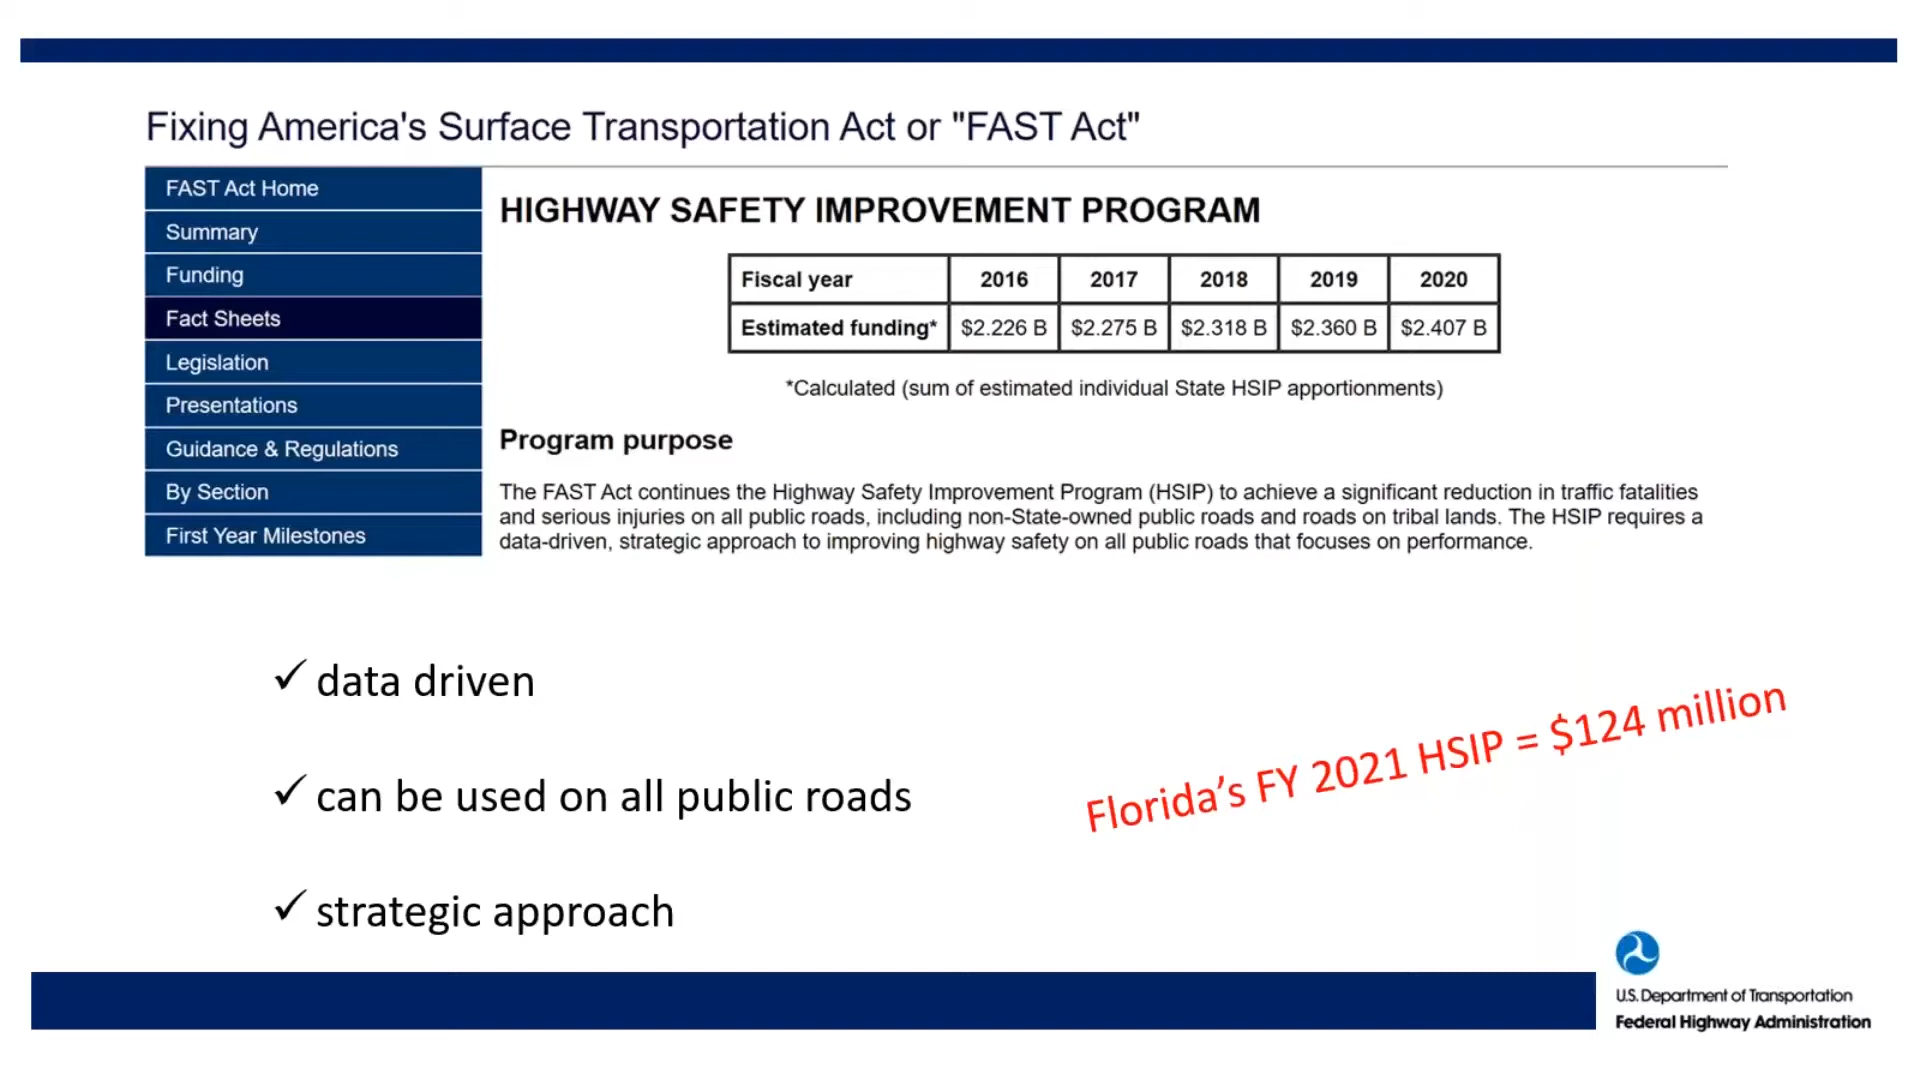 Fixing America's Surface Transportation Act or "FAST Act"
FAST Act Home
Summary
Funding
Fact Sheets
Legislation
Presentations
Guidance & Regulations
By Section
First Year Milestones
HIGHWAY SAFETY IMPROVEMENT PROGRAM
Fiscal year 2016 2017 2018 2019 2020
Estimated funding* $2.226 B $2.275 B $2.318 B $2.360 B $2.407 B
*Calculated (sum of estimated individual State HSIP apportionments)
Program purpose
The FAST Act continues the Highway Safety Improvement Program (HSIP) to achieve a significant reduction in traffic fatalities
and serious injuries on all public roads, including non-State-owned public roads and roads on tribal lands. The HSIP requires a
data-driven, strategic approach to improving highway safety on all public roads that focuses on performance.
✓ data driven
✓ can be used on all public roads
✓ strategic approach
Florida’s FY 2021 HSIP = $124 million
U.S. Department of Transportation
Federal Highway Administration